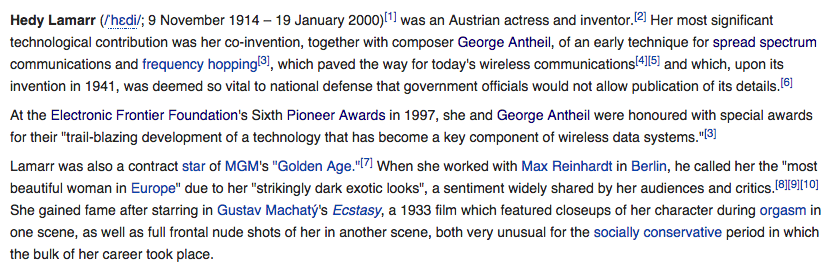 Hedy Lamarr (/ˈhɛdi/; 9 November 1914 – 19 January 2000)[1] was an Austrian actress and inventor.[2] Her most significant
technological contribution was her co-invention, together with composer George Antheil, of an early technique for spread spectrum
communications and frequency hopping[3], which paved the way for today's wireless communications[4][5] and which, upon its
invention in 1941, was deemed so vital to national defense that government officials would not allow publication of its details.[6]
At the Electronic Frontier Foundation's Sixth Pioneer Awards in 1997, she and George Antheil were honoured with special awards
for their "trail-blazing development of a technology that has become a key component of wireless data systems."[3]
Lamarr was also a contract star of MGM's "Golden Age."[7] When she worked with Max Reinhardt in Berlin, he called her the "most
beautiful woman in Europe" due to her "strikingly dark exotic looks", a sentiment widely shared by her audiences and critics.[8][9][10]
She gained fame after starring in Gustav Machatý's Ecstasy, a 1933 film which featured closeups of her character during orgasm in
one scene, as well as full frontal nude shots of her in another scene, both very unusual for the socially conservative period in which
the bulk of her career took place.